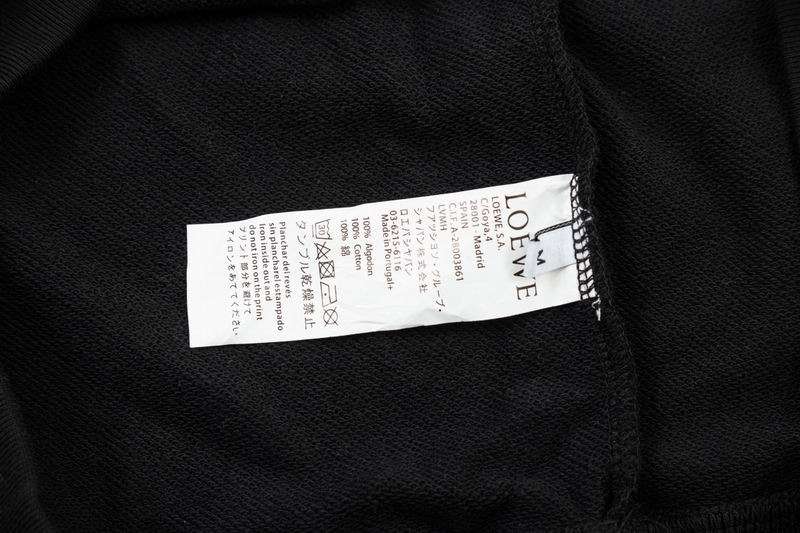 LOEWE
M
LOEWE, S.A.
C/Goya, 4
28001 - Madrid
SPAIN
C.I.F.A-28003861
LVMH
ファッション・グループ・
ジャパン株式会社
ロエベジャパン
03-6215-6116
Made in Portugal+
100% Algodon
100% Cotton
100% 綿
30
タンブル乾燥禁止
Planchar del revés
sin planchar el estampado
Iron inside out and
do not iron on the print
プリント部分を避けて
アイロンをあててください